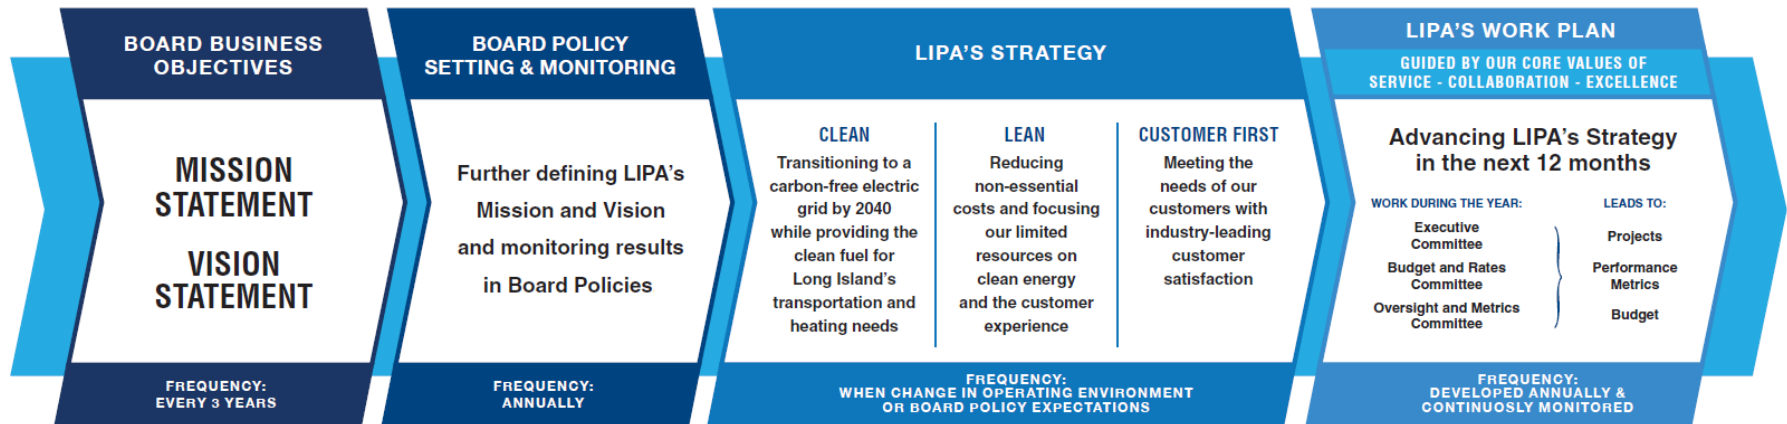 BOARD BUSINESS
OBJECTIVES
MISSION
STATEMENT
VISION
STATEMENT
FREQUENCY:
EVERY 3 YEARS
BOARD POLICY
SETTING & MONITORING
Further defining LIPA's
Mission and Vision
and monitoring results
in Board Policies
FREQUENCY:
ANNUALLY
LIPA'S STRATEGY
CLEAN
Transitioning to a
carbon-free electric
grid by 2040
while providing the
clean fuel for
Long Island's
transportation and
heating needs
LEAN
Reducing
non-essential
costs and focusing
our limited
resources on
clean energy
and the customer
experience
CUSTOMER FIRST
Meeting the
needs of our
customers with
industry-leading
customer
satisfaction
FREQUENCY:
WHEN CHANGE IN OPERATING ENVIRONMENT
OR BOARD POLICY EXPECTATIONS
LIPA'S WORK PLAN
GUIDED BY OUR CORE VALUES OF
SERVICE - COLLABORATION - EXCELLENCE
Advancing LIPA's Strategy
in the next 12 months
WORK DURING THE YEAR:
Executive
Committee
Budget and Rates
Committee
Oversight and Metrics
Committee
LEADS TO:
Projects
Performance
Metrics
Budget
FREQUENCY:
DEVELOPED ANNUALLY &
CONTINUOSLY MONITORED